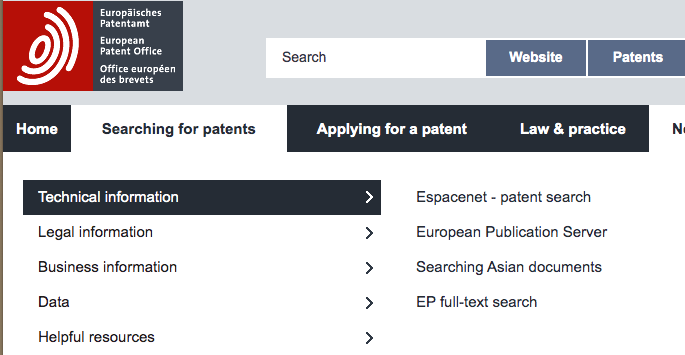 Europäisches
Patentamt
European
Patent Office
Office européen
des brevets
Search
Website
Patents
Home
Searching for patents
Applying for a patent
Law & practice
Technical information
Legal information
Business information
Data
Helpful resources
Espacenet - patent search
European Publication Server
Searching Asian documents
EP full-text search